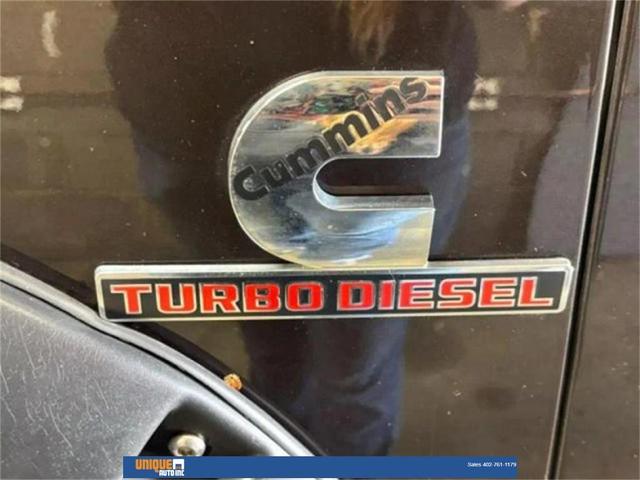 Cummins
TURBO DIESEL
UNIQUE
AUTO INC
Sales 402-761-1179